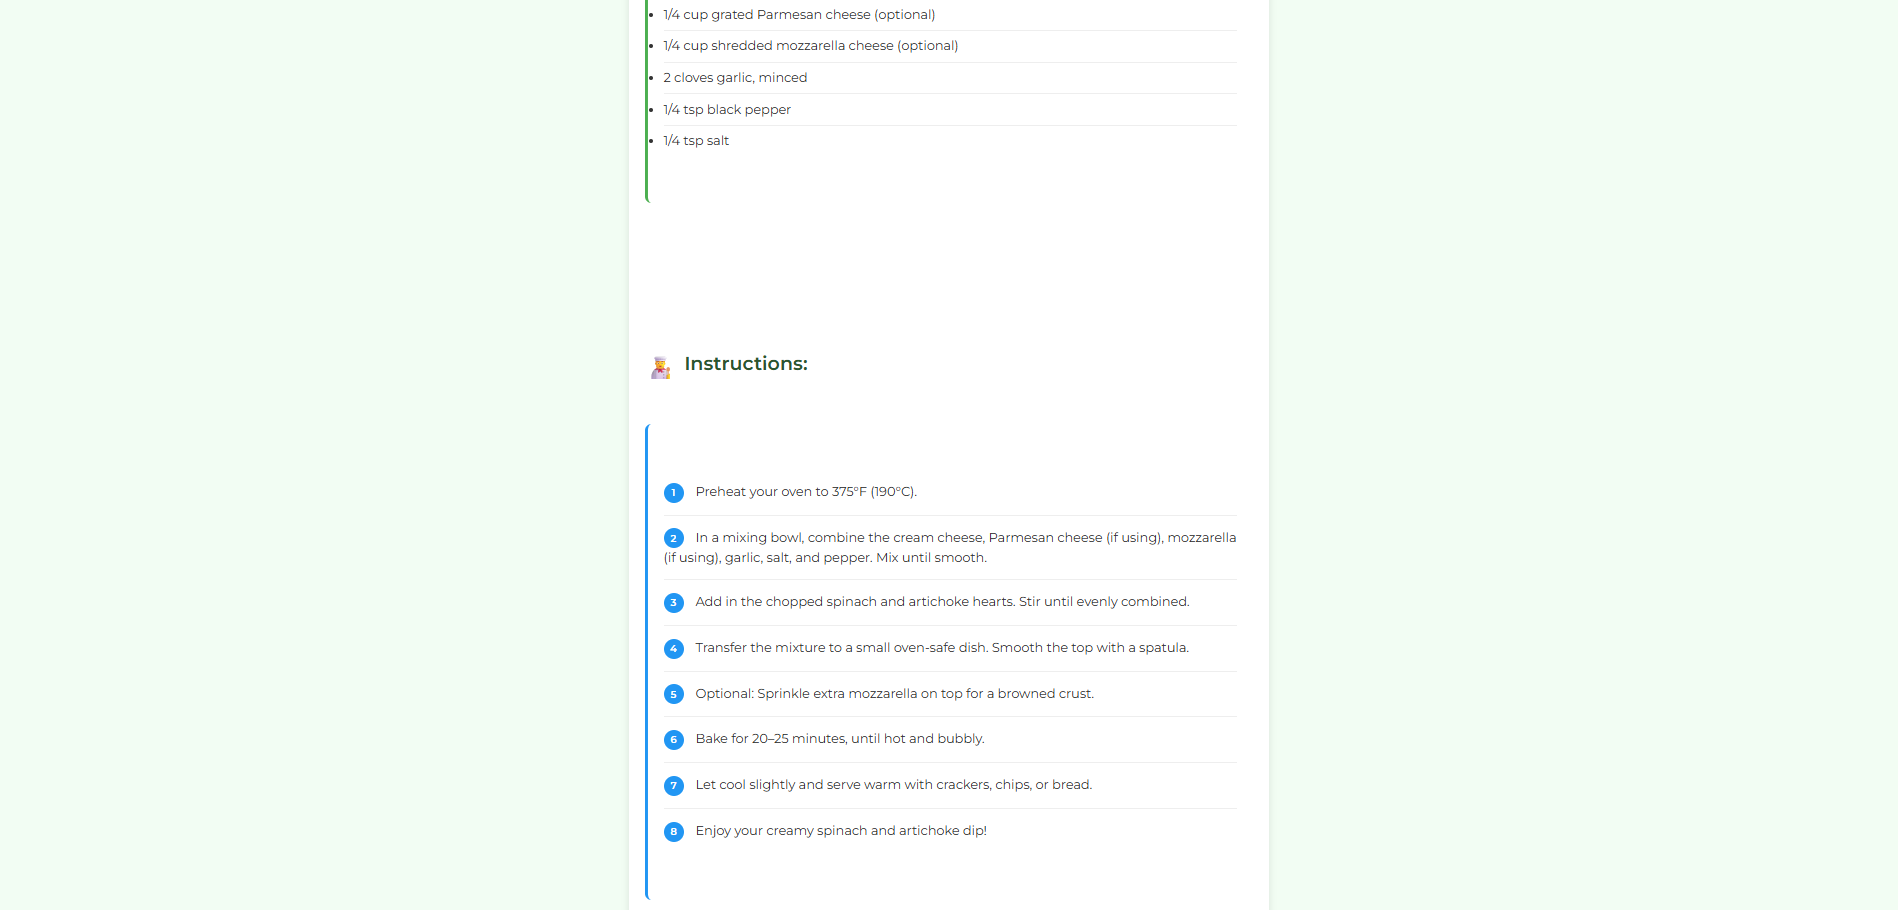 1/4 cup grated Parmesan cheese (optional)
1/4 cup shredded mozzarella cheese (optional)
2 cloves garlic, minced
1/4 tsp black pepper
1/4 tsp salt
Instructions:
1 Preheat your oven to 375°F (190°C).
2 In a mixing bowl, combine the cream cheese, Parmesan cheese (if using), mozzarella
(if using), garlic, salt, and pepper. Mix until smooth.
3 Add in the chopped spinach and artichoke hearts. Stir until evenly combined.
4 Transfer the mixture to a small oven-safe dish. Smooth the top with a spatula.
5 Optional: Sprinkle extra mozzarella on top for a browned crust.
6 Bake for 20–25 minutes, until hot and bubbly.
7 Let cool slightly and serve warm with crackers, chips, or bread.
8 Enjoy your creamy spinach and artichoke dip!